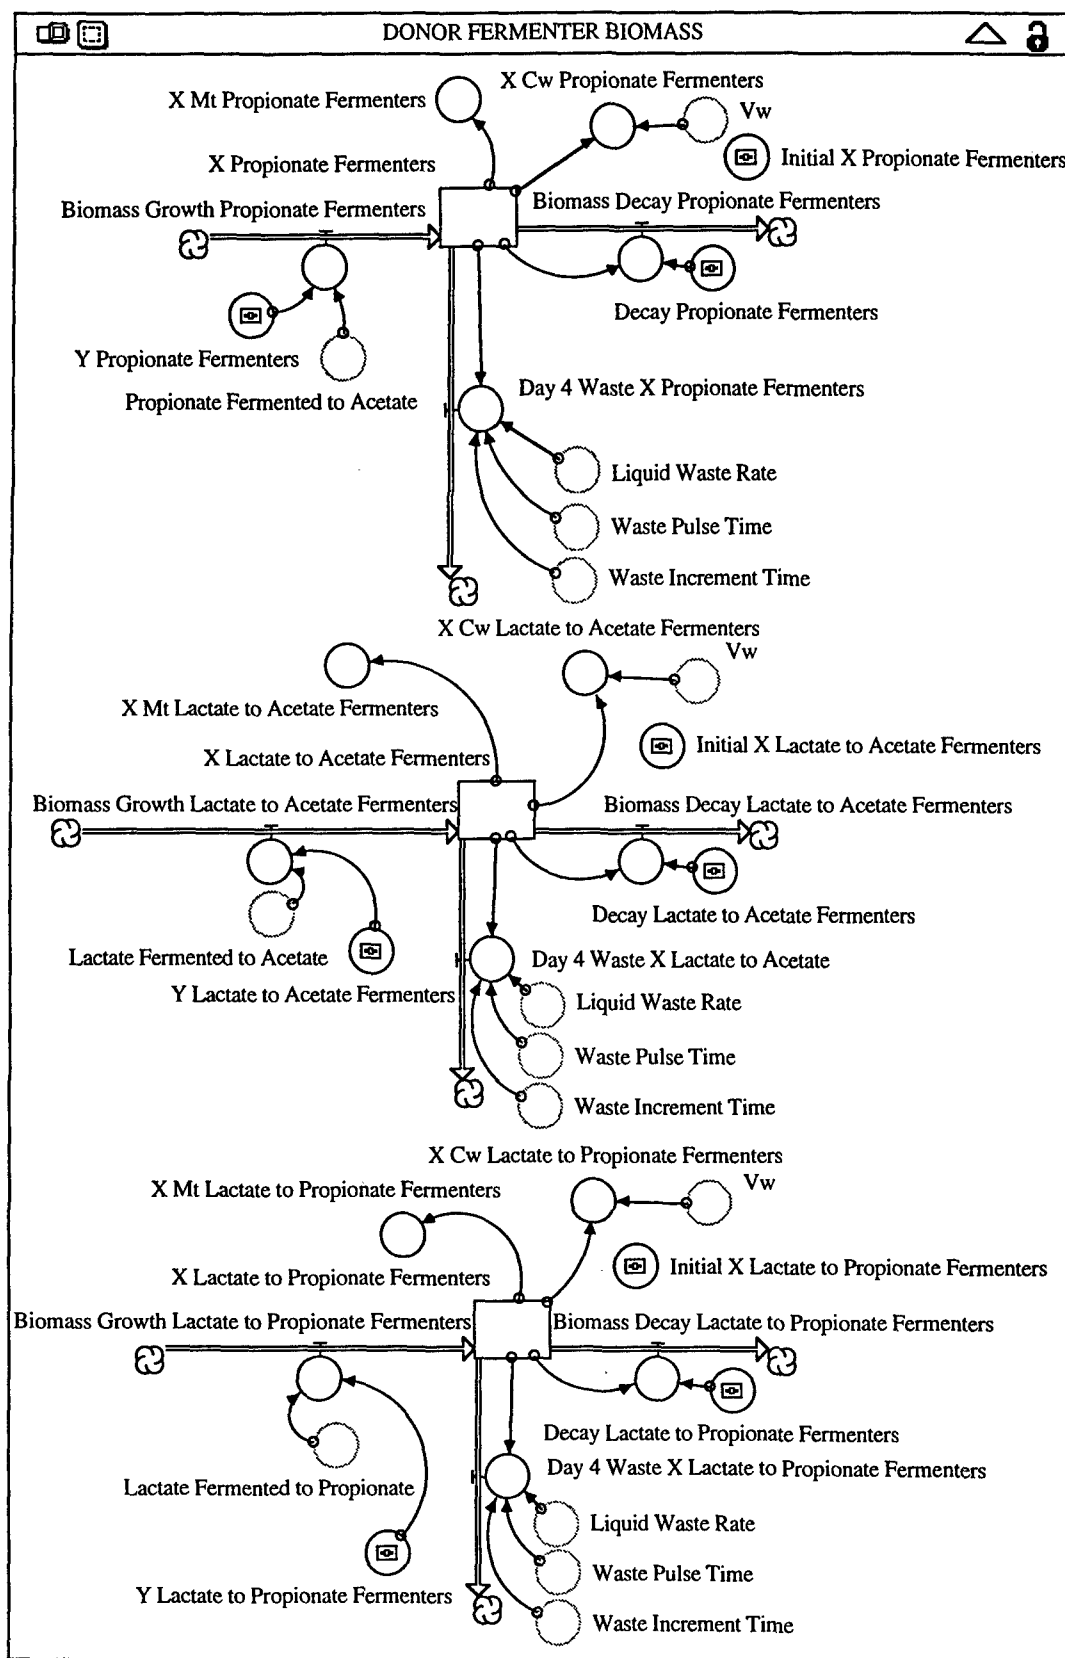 DONOR FERMENTER BIOMASS
X Cw Propionate Fermenters
X Mt Propionate Fermenters
Vw
Initial X Propionate Fermenters
X Propionate Fermenters
Biomass Growth Propionate Fermenters
Biomass Decay Propionate Fermenters
Decay Propionate Fermenters
Y Propionate Fermenters
Propionate Fermented to Acetate
Day 4 Waste X Propionate Fermenters
Liquid Waste Rate
Waste Pulse Time
Waste Increment Time
X Cw Lactate to Acetate Fermenters
Vw
X Mt Lactate to Acetate Fermenters
Initial X Lactate to Acetate Fermenters
X Lactate to Acetate Fermenters
Biomass Growth Lactate to Acetate Fermenters
Biomass Decay Lactate to Acetate Fermenters
Decay Lactate to Acetate Fermenters
Lactate Fermented to Acetate
Day 4 Waste X Lactate to Acetate
Y Lactate to Acetate Fermenters
Liquid Waste Rate
Waste Pulse Time
Waste Increment Time
X Cw Lactate to Propionate Fermenters
X Mt Lactate to Propionate Fermenters
Vw
Initial X Lactate to Propionate Fermenters
X Lactate to Propionate Fermenters
Biomass Growth Lactate to Propionate Fermenters
Biomass Decay Lactate to Propionate Fermenters
Decay Lactate to Propionate Fermenters
Day 4 Waste X Lactate to Propionate Fermenters
Lactate Fermented to Propionate
Liquid Waste Rate
Waste Pulse Time
Y Lactate to Propionate Fermenters
Waste Increment Time